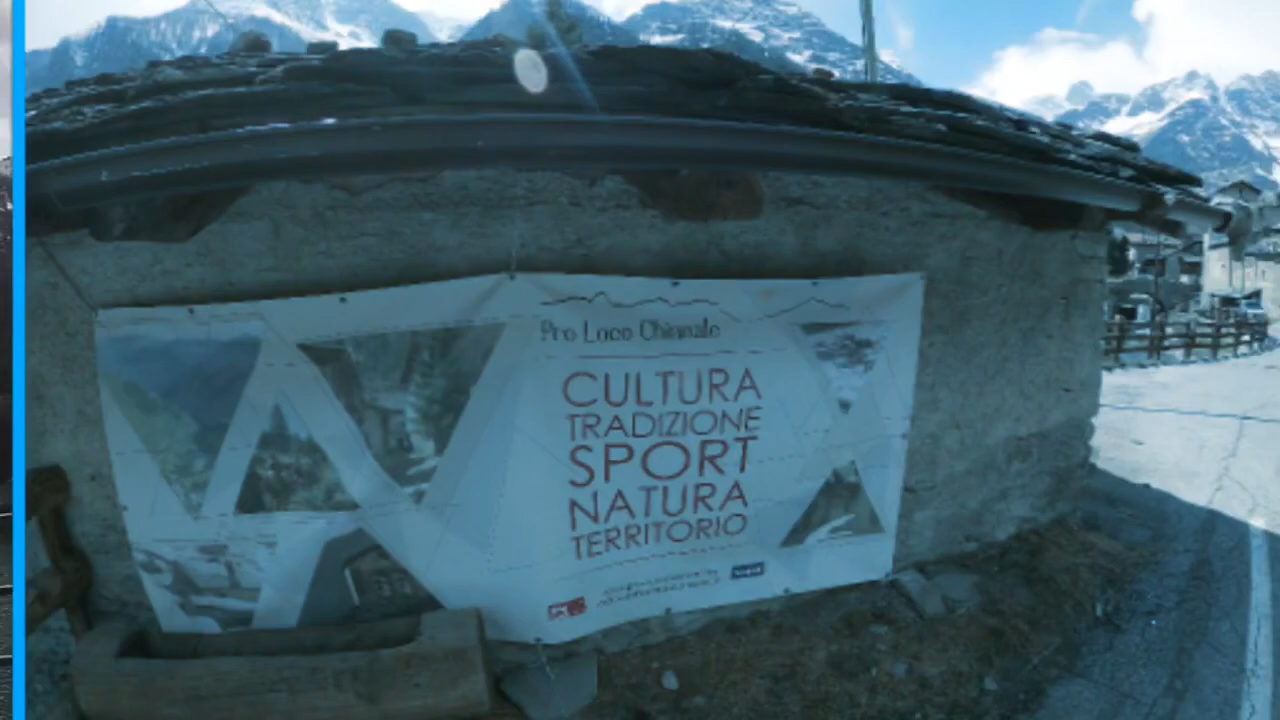 Pro Loco Chianale
CULTURA
TRADIZIONE
SPORT
NATURA
TERRITORIO